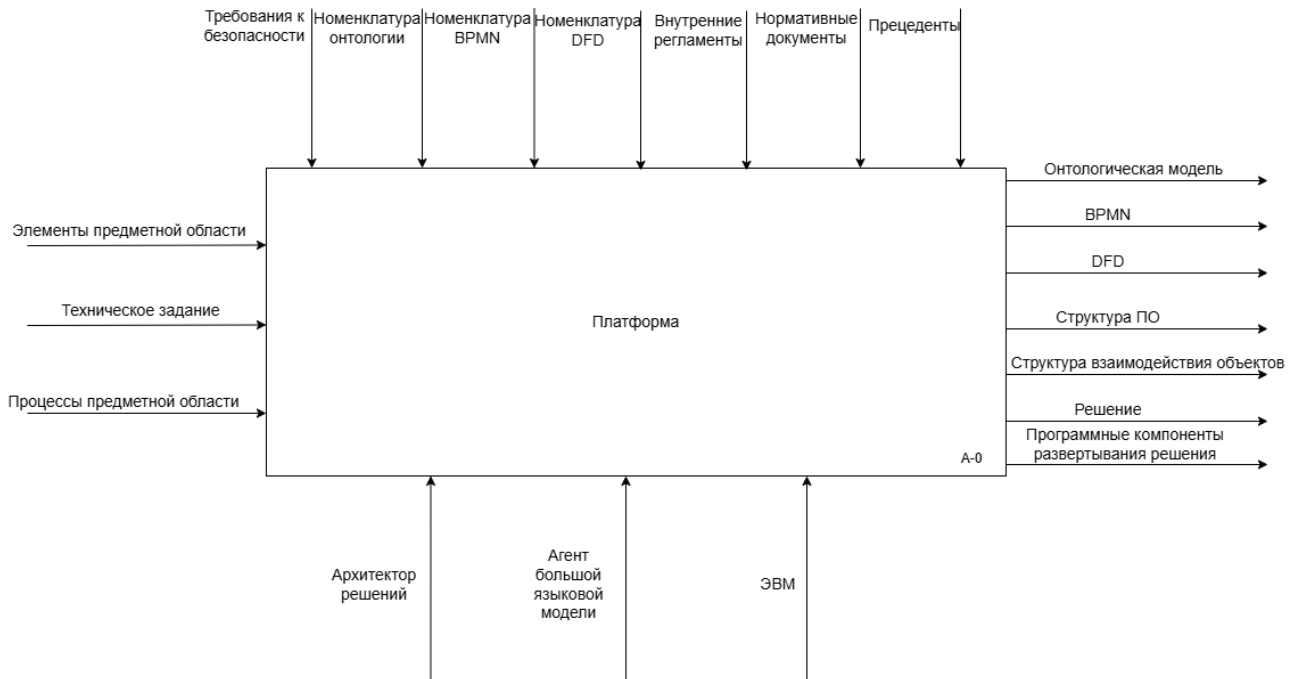 Требования к
безопасности
Номенклатура
онтологии
Номенклатура
BPMN
Номенклатура
DFD
Внутренние
регламенты
Нормативные
документы
Прецеденты
Элементы предметной области
Техническое задание
Процессы предметной области
Платформа
A-0
Онтологическая модель
BPMN
DFD
Структура ПО
Структура взаимодействия объектов
Решение
Программные компоненты
развертывания решения
Архитектор
решений
Агент
большой
языковой
модели
ЭВМ